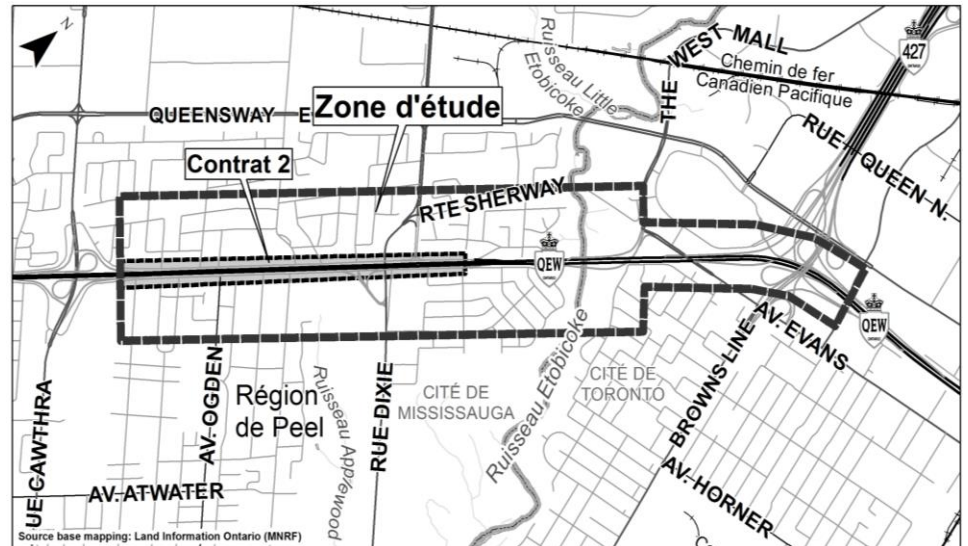 N
QUEENSWAY E
Zone d'étude
Contrat 2
RTE SHERWAY
Ruisseau Little
Etobicoke
THE WEST MALL
Chemin de fer
Canadien Pacifique
427
ONTARIO
RUE QUEEN N.
QEW
ONTARIO
QEW
ONTARIO
AV. EVANS
BROWNS LINE
AV. HORNER
CITÉ DE
TORONTO
Ruisseau Etobicoke
CITÉ DE
MISSISSAUGA
RUE DIXIE
Ruisseau Applewood
Région
de Peel
AV. OGDEN
AV. ATWATER
UE CAWTHRA
Source base mapping: Land Information Ontario (MNRF)